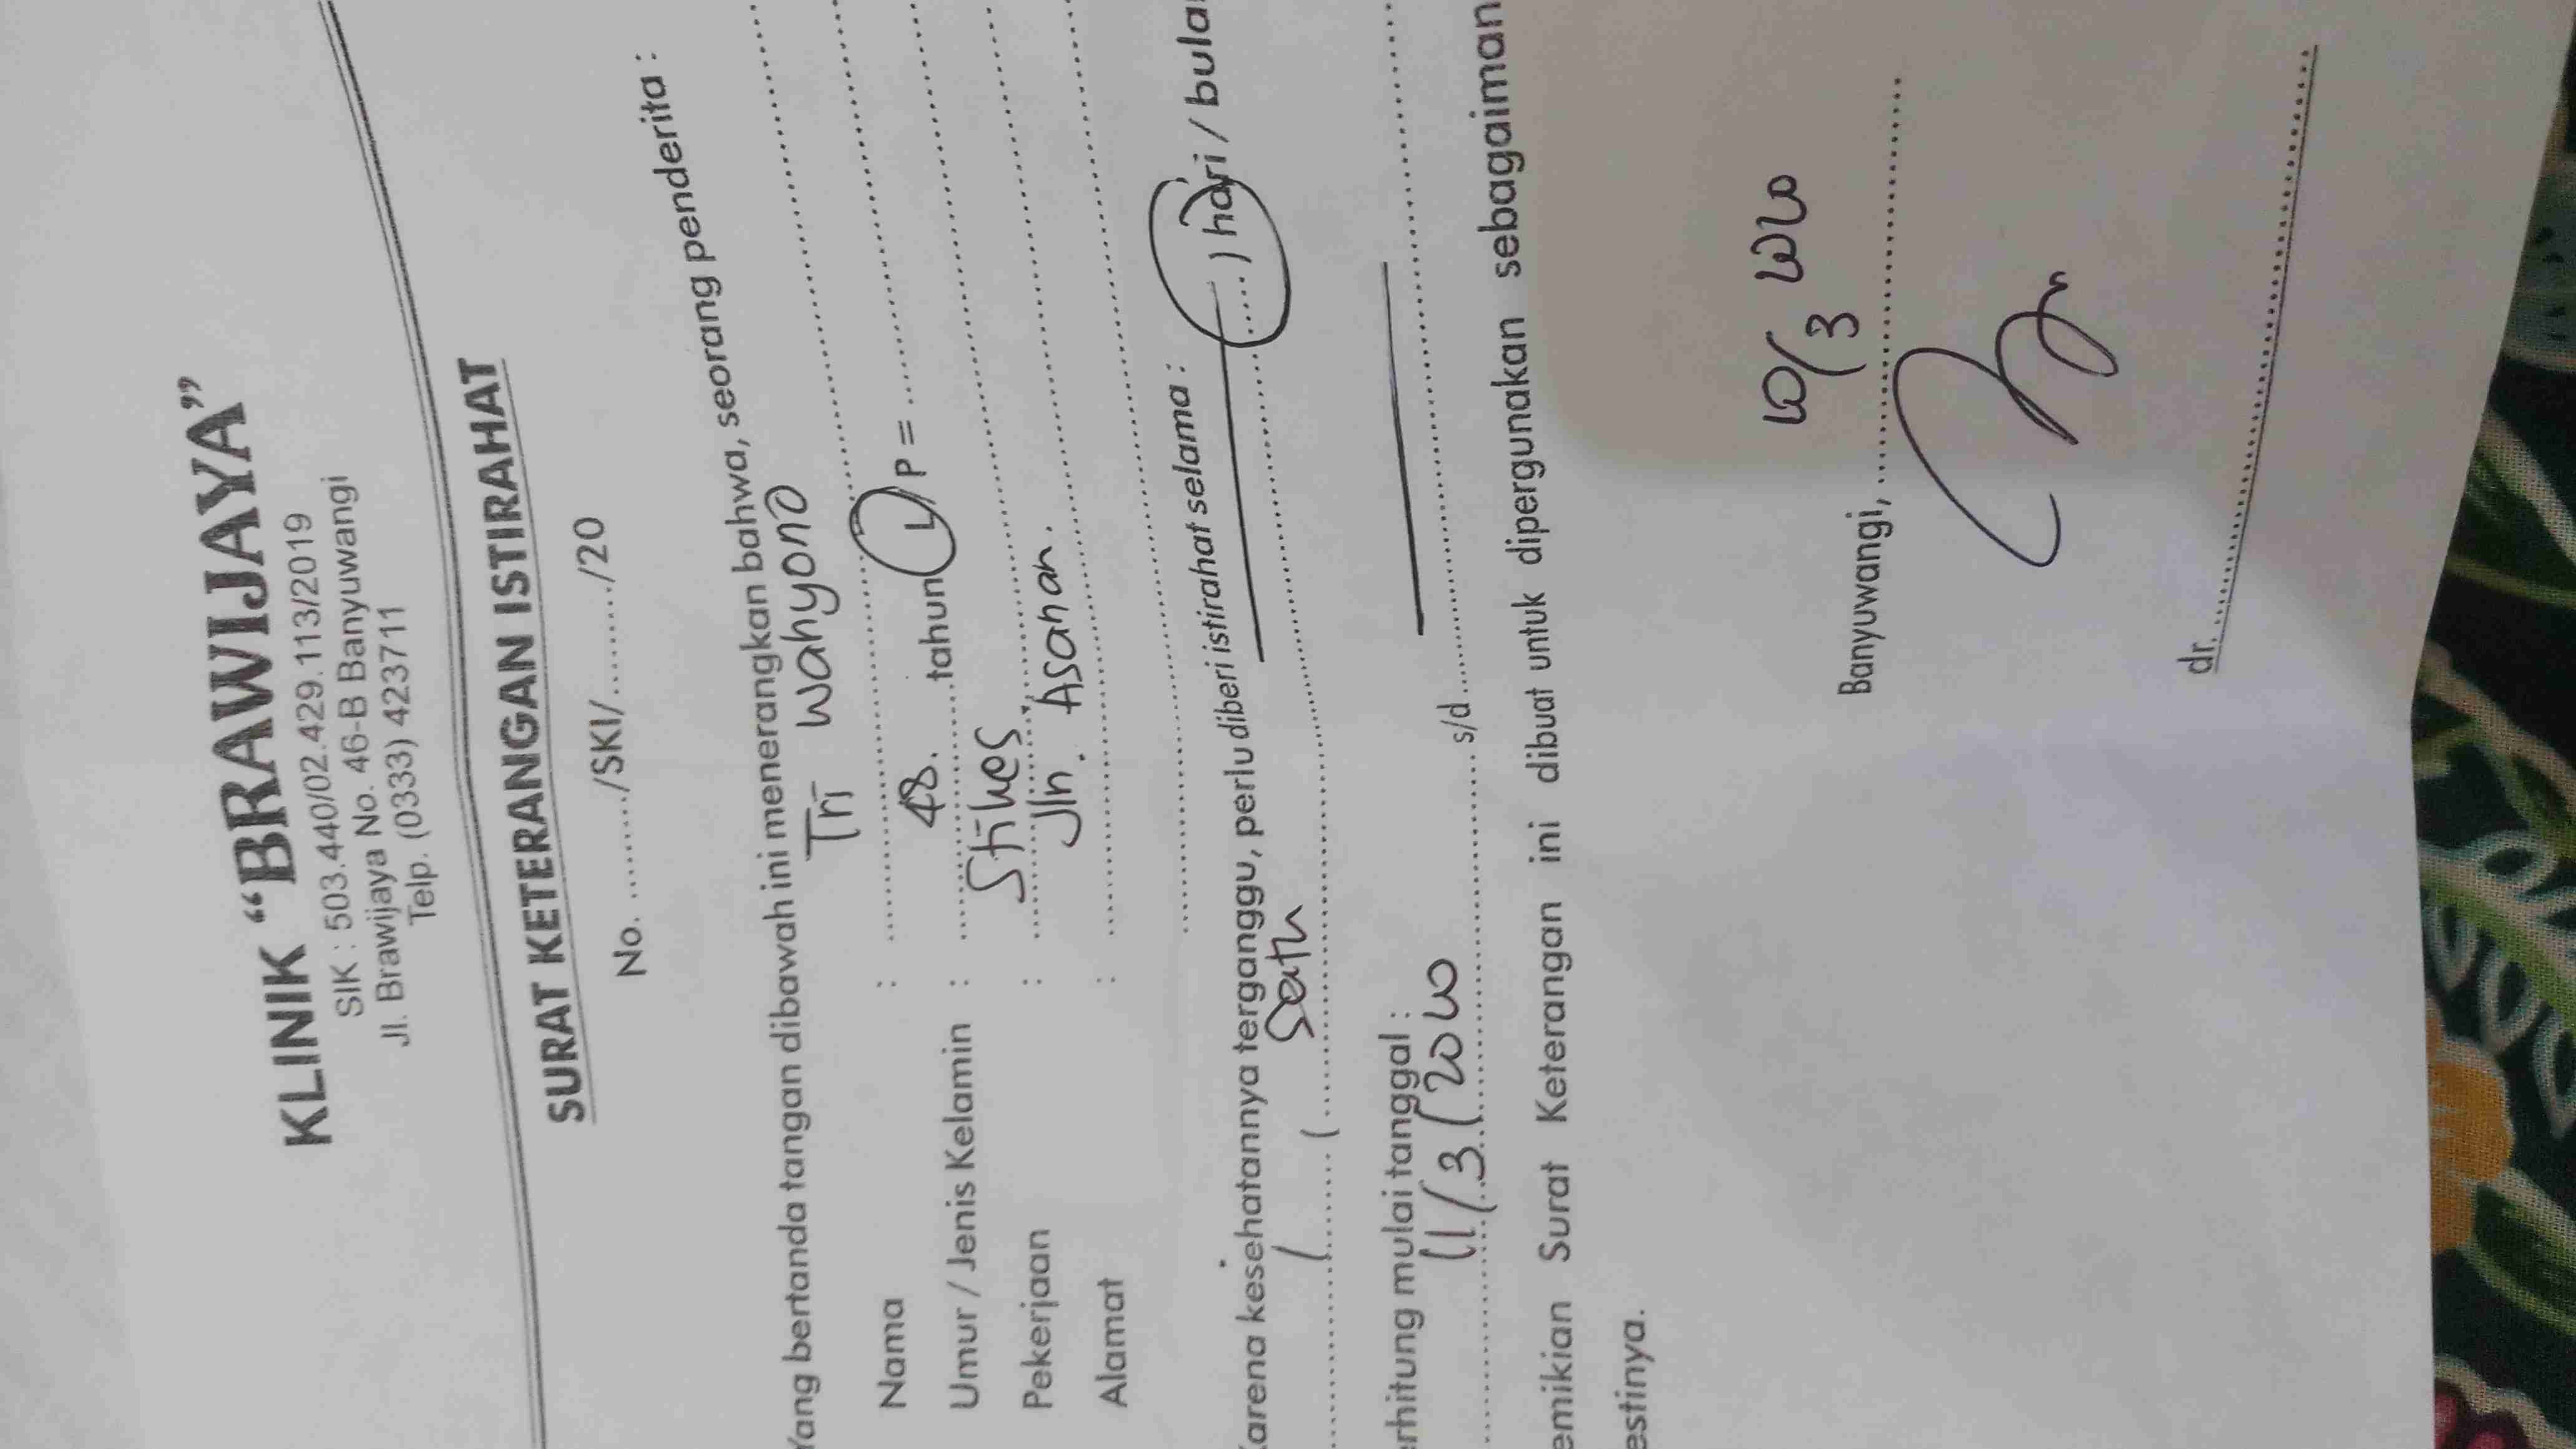 KLINIK “BRAWIJAYA”
SIK : 503.440/02.429.113/2019
Jl. Brawijaya No. 46-B Banyuwangi
Telp. (0333) 423711
SURAT KETERANGAN ISTIRAHAT
No. ........./SKI/........./20
Yang bertanda tangan dibawah ini menerangkan bahwa, seorang penderita :
Nama : Tri Wahyono
Umur / Jenis Kelamin : 48. tahun L/ P = ....................
Pekerjaan : Stikes.
Alamat : Jln. Asahan.
Karena kesehatannya terganggu, perlu diberi istirahat selama :
1 ( Satu ) hari / bula
erhitung mulai tanggal :
11/3/2020 s/d
emikian Surat Keterangan ini dibuat untuk dipergunakan sebagaiman
estinya.
Banyuwangi, 10/3 2020
dr.